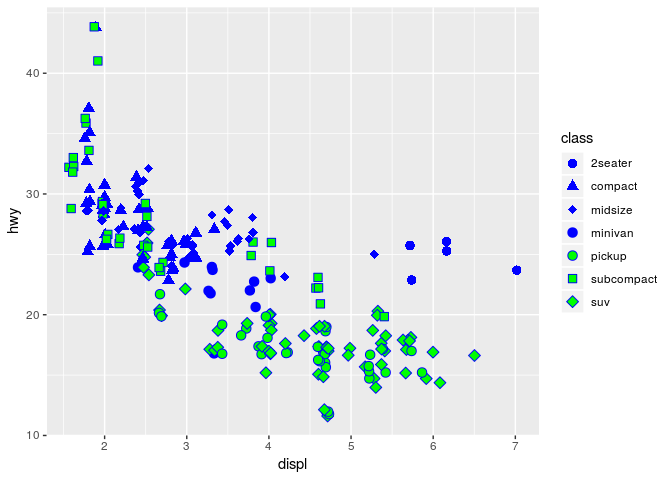 40
30
20
10
hwy
2 3 4 5 6 7
displ
class
2seater
compact
midsize
minivan
pickup
subcompact
suv